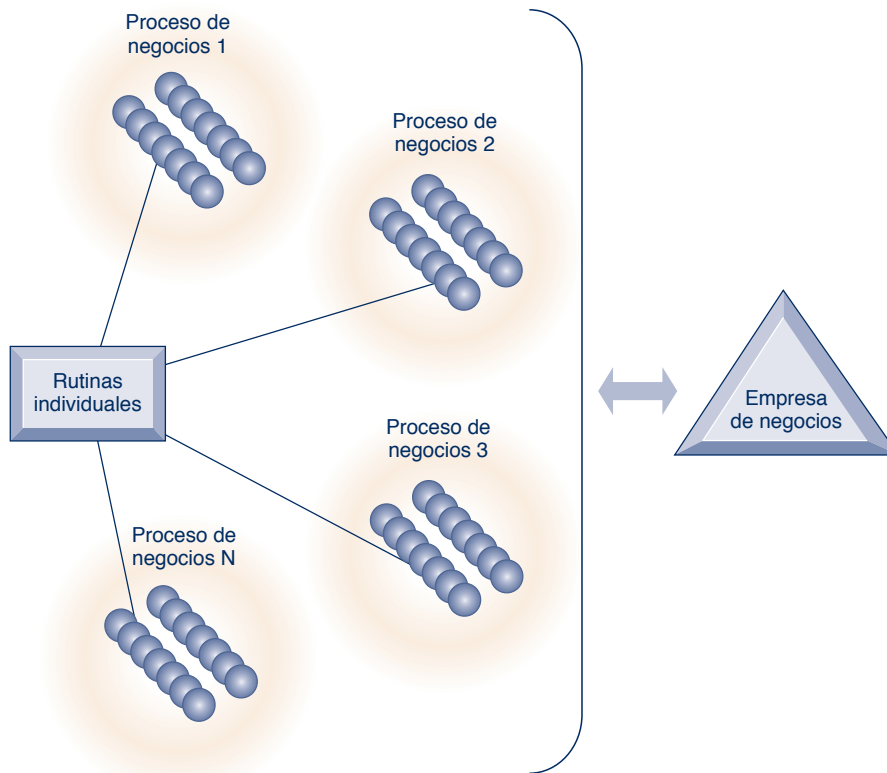 Proceso de
negocios 1
Proceso de
negocios 2
Rutinas
individuales
Empresa
de negocios
Proceso de
negocios 3
Proceso de
negocios N